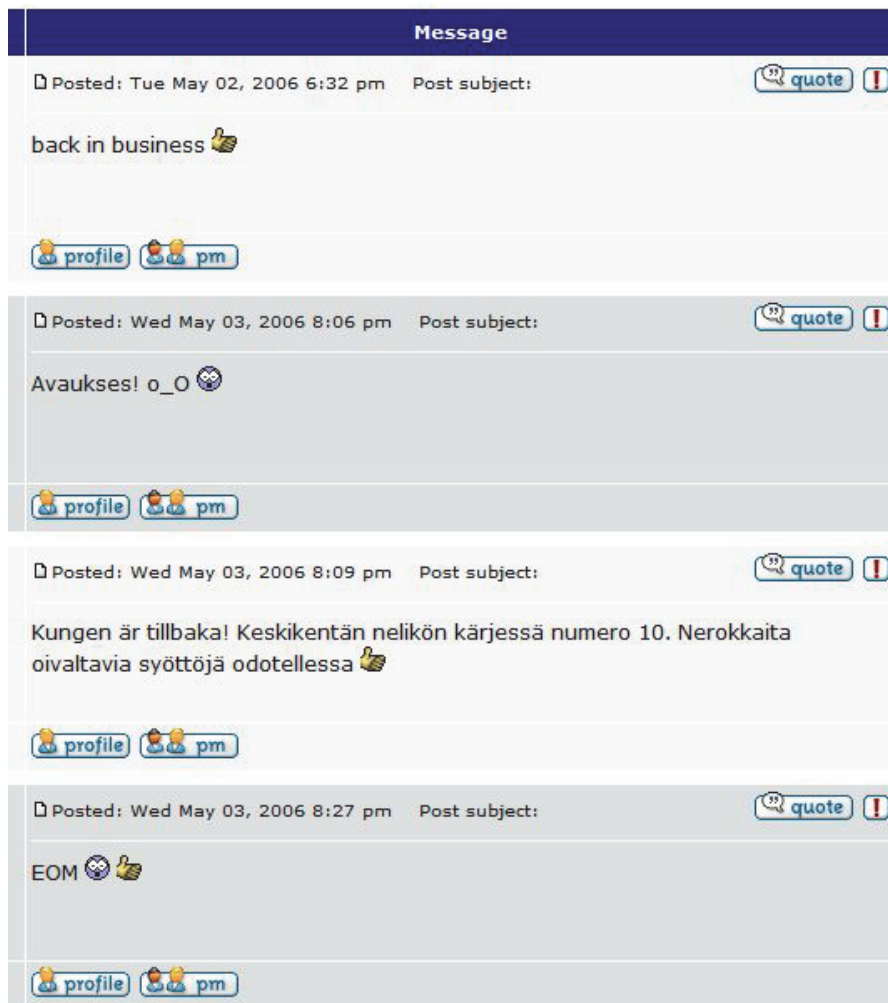 Message
Posted: Tue May 02, 2006 6:32 pm Post subject: quote !
back in business
profile pm
Posted: Wed May 03, 2006 8:06 pm Post subject: quote !
Avaukses! o_O
profile pm
Posted: Wed May 03, 2006 8:09 pm Post subject: quote !
Kungen är tillbaka! Keskikentän nelikön kärjessä numero 10. Nerokkaita
oivaltavia syöttöjä odotellessa
profile pm
Posted: Wed May 03, 2006 8:27 pm Post subject: quote !
EOM
profile pm